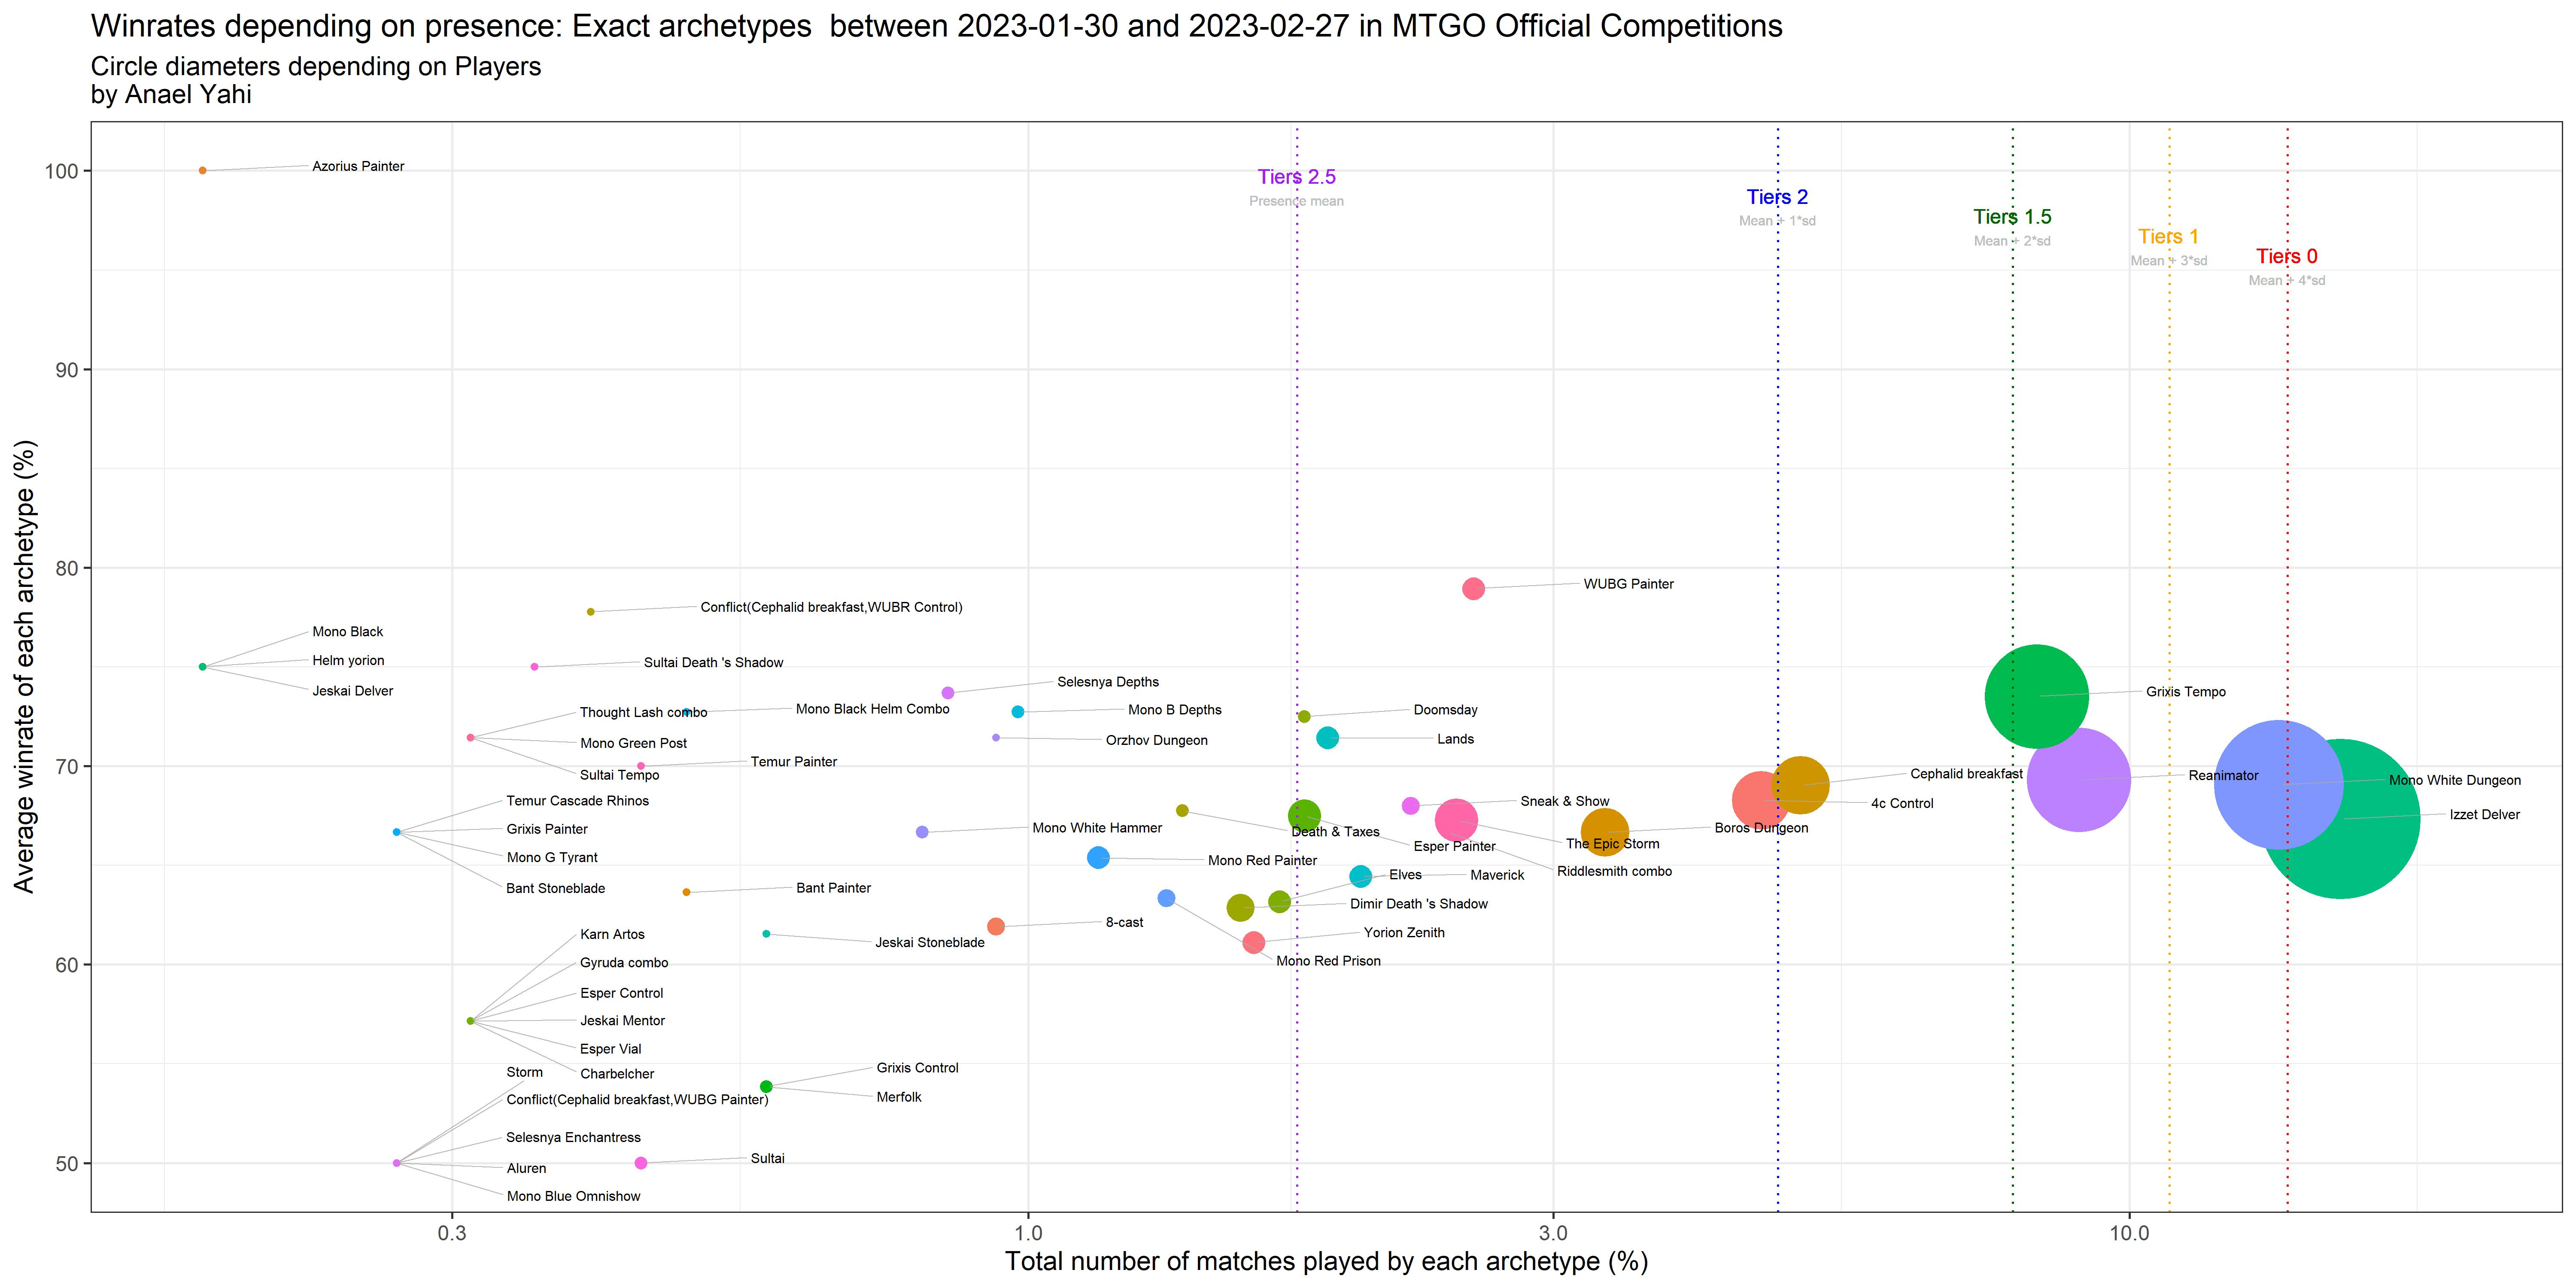 Winrates depending on presence: Exact archetypes  between 2023-01-30 and 2023-02-27 in MTGO Official Competitions
Circle diameters depending on Players
by Anael Yahi
Average winrate of each archetype (%)
100
90
80
70
60
50
Azorius Painter
Tiers 2.5
Presence mean
Tiers 2
Mean + 1*sd
Tiers 1.5
Mean + 2*sd
Tiers 1
Mean + 3*sd
Tiers 0
Mean + 4*sd
WUBG Painter
Conflict(Cephalid breakfast,WUBR Control)
Mono Black
Helm yorion
Jeskai Delver
Sultai Death 's Shadow
Selesnya Depths
Grixis Tempo
Thought Lash combo
Mono Black Helm Combo
Mono B Depths
Doomsday
Mono Green Post
Orzhov Dungeon
Lands
Sultai Tempo
Temur Painter
Cephalid breakfast
Reanimator
Mono White Dungeon
Temur Cascade Rhinos
Sneak & Show
4c Control
Izzet Delver
Grixis Painter
Mono White Hammer
Death & Taxes
Boros Dungeon
Mono G Tyrant
Mono Red Painter
Esper Painter
The Epic Storm
Bant Stoneblade
Bant Painter
Elves
Maverick
Riddlesmith combo
Dimir Death 's Shadow
8-cast
Karn Artos
Jeskai Stoneblade
Yorion Zenith
Gyruda combo
Mono Red Prison
Esper Control
Jeskai Mentor
Esper Vial
Charbelcher
Storm
Grixis Control
Conflict(Cephalid breakfast,WUBG Painter)
Merfolk
Selesnya Enchantress
Aluren
Sultai
Mono Blue Omnishow
0.3
1.0
3.0
10.0
Total number of matches played by each archetype (%)